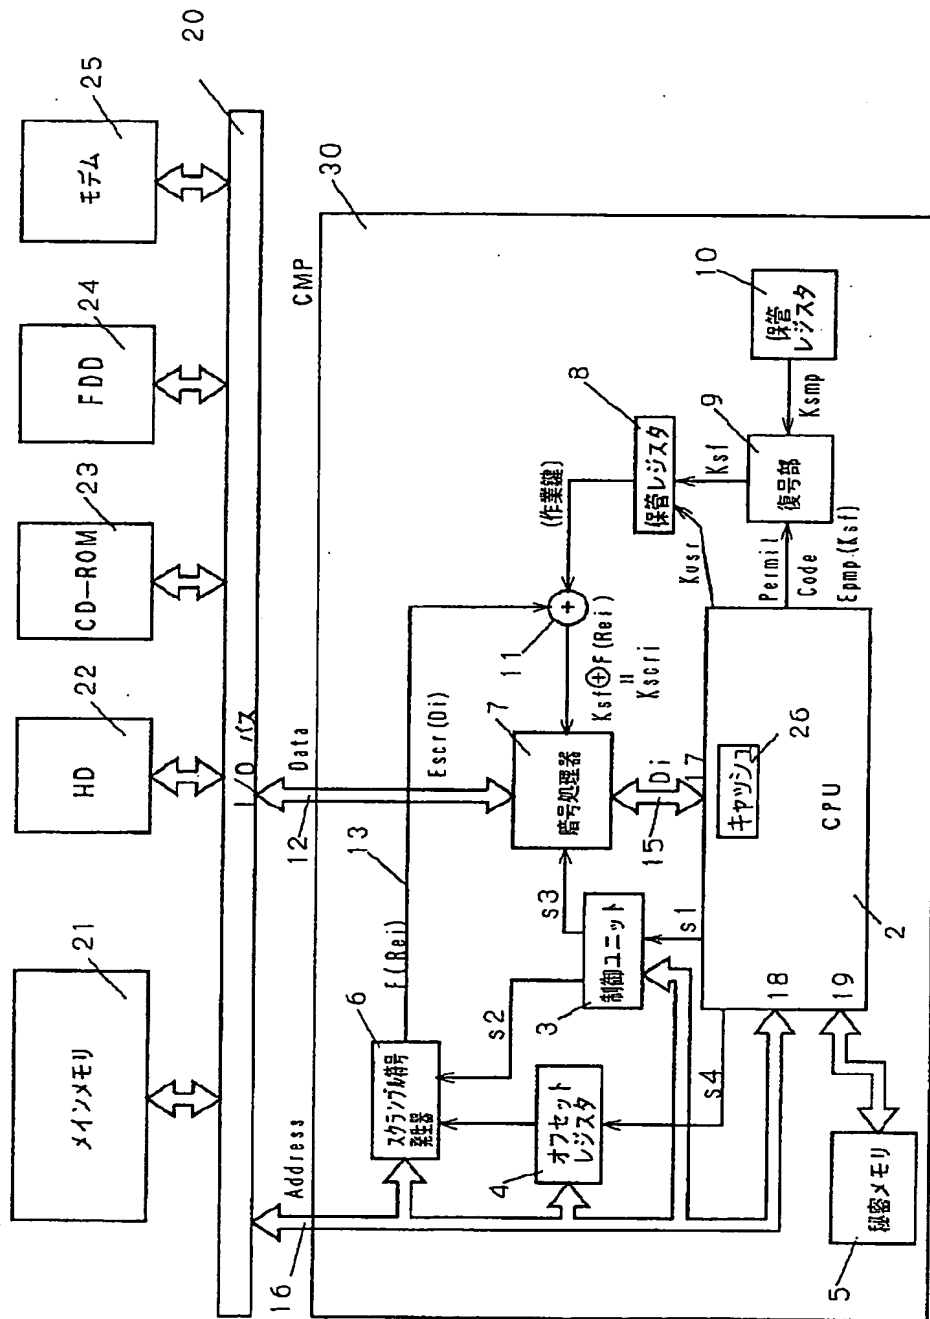 メインメモリ
21
HD
22
CD-ROM
23
FDD
24
モデム
25
I/O バス
20
CMP
30
Address
16
12
Data
Escr(Di)
F(Rei)
13
スクランブル符号
発生器
6
オフセット
レジスタ
4
s2
制御ユニット
3
s3
s1
s4
暗号処理器
7
11
+
Ksf⊕F(Rei)
=
Kscri
(作業鍵)
保管レジスタ
8
Kusr
Ksf
復号部
9
Ksmp
保管
レジスタ
10
Permil
Code
Epmp(Ksf)
15
Di
17
キャッシュ
26
CPU
2
18
19
秘密メモリ
5